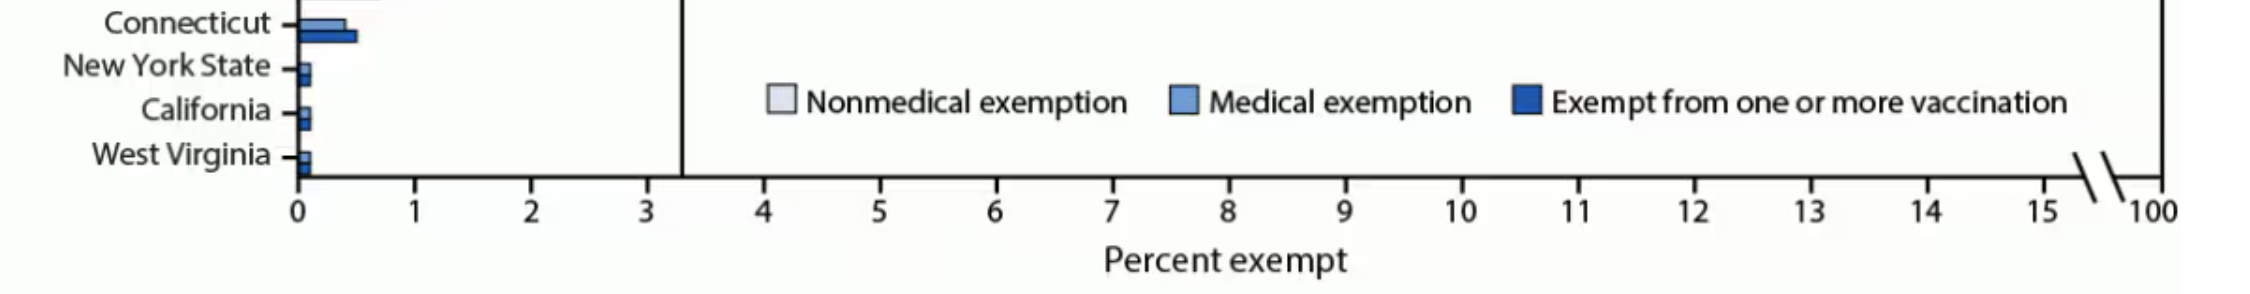 Connecticut
New York State
California
West Virginia
Nonmedical exemption Medical exemption Exempt from one or more vaccination
0 1 2 3 4 5 6 7 8 9 10 11 12 13 14 15 100
Percent exempt